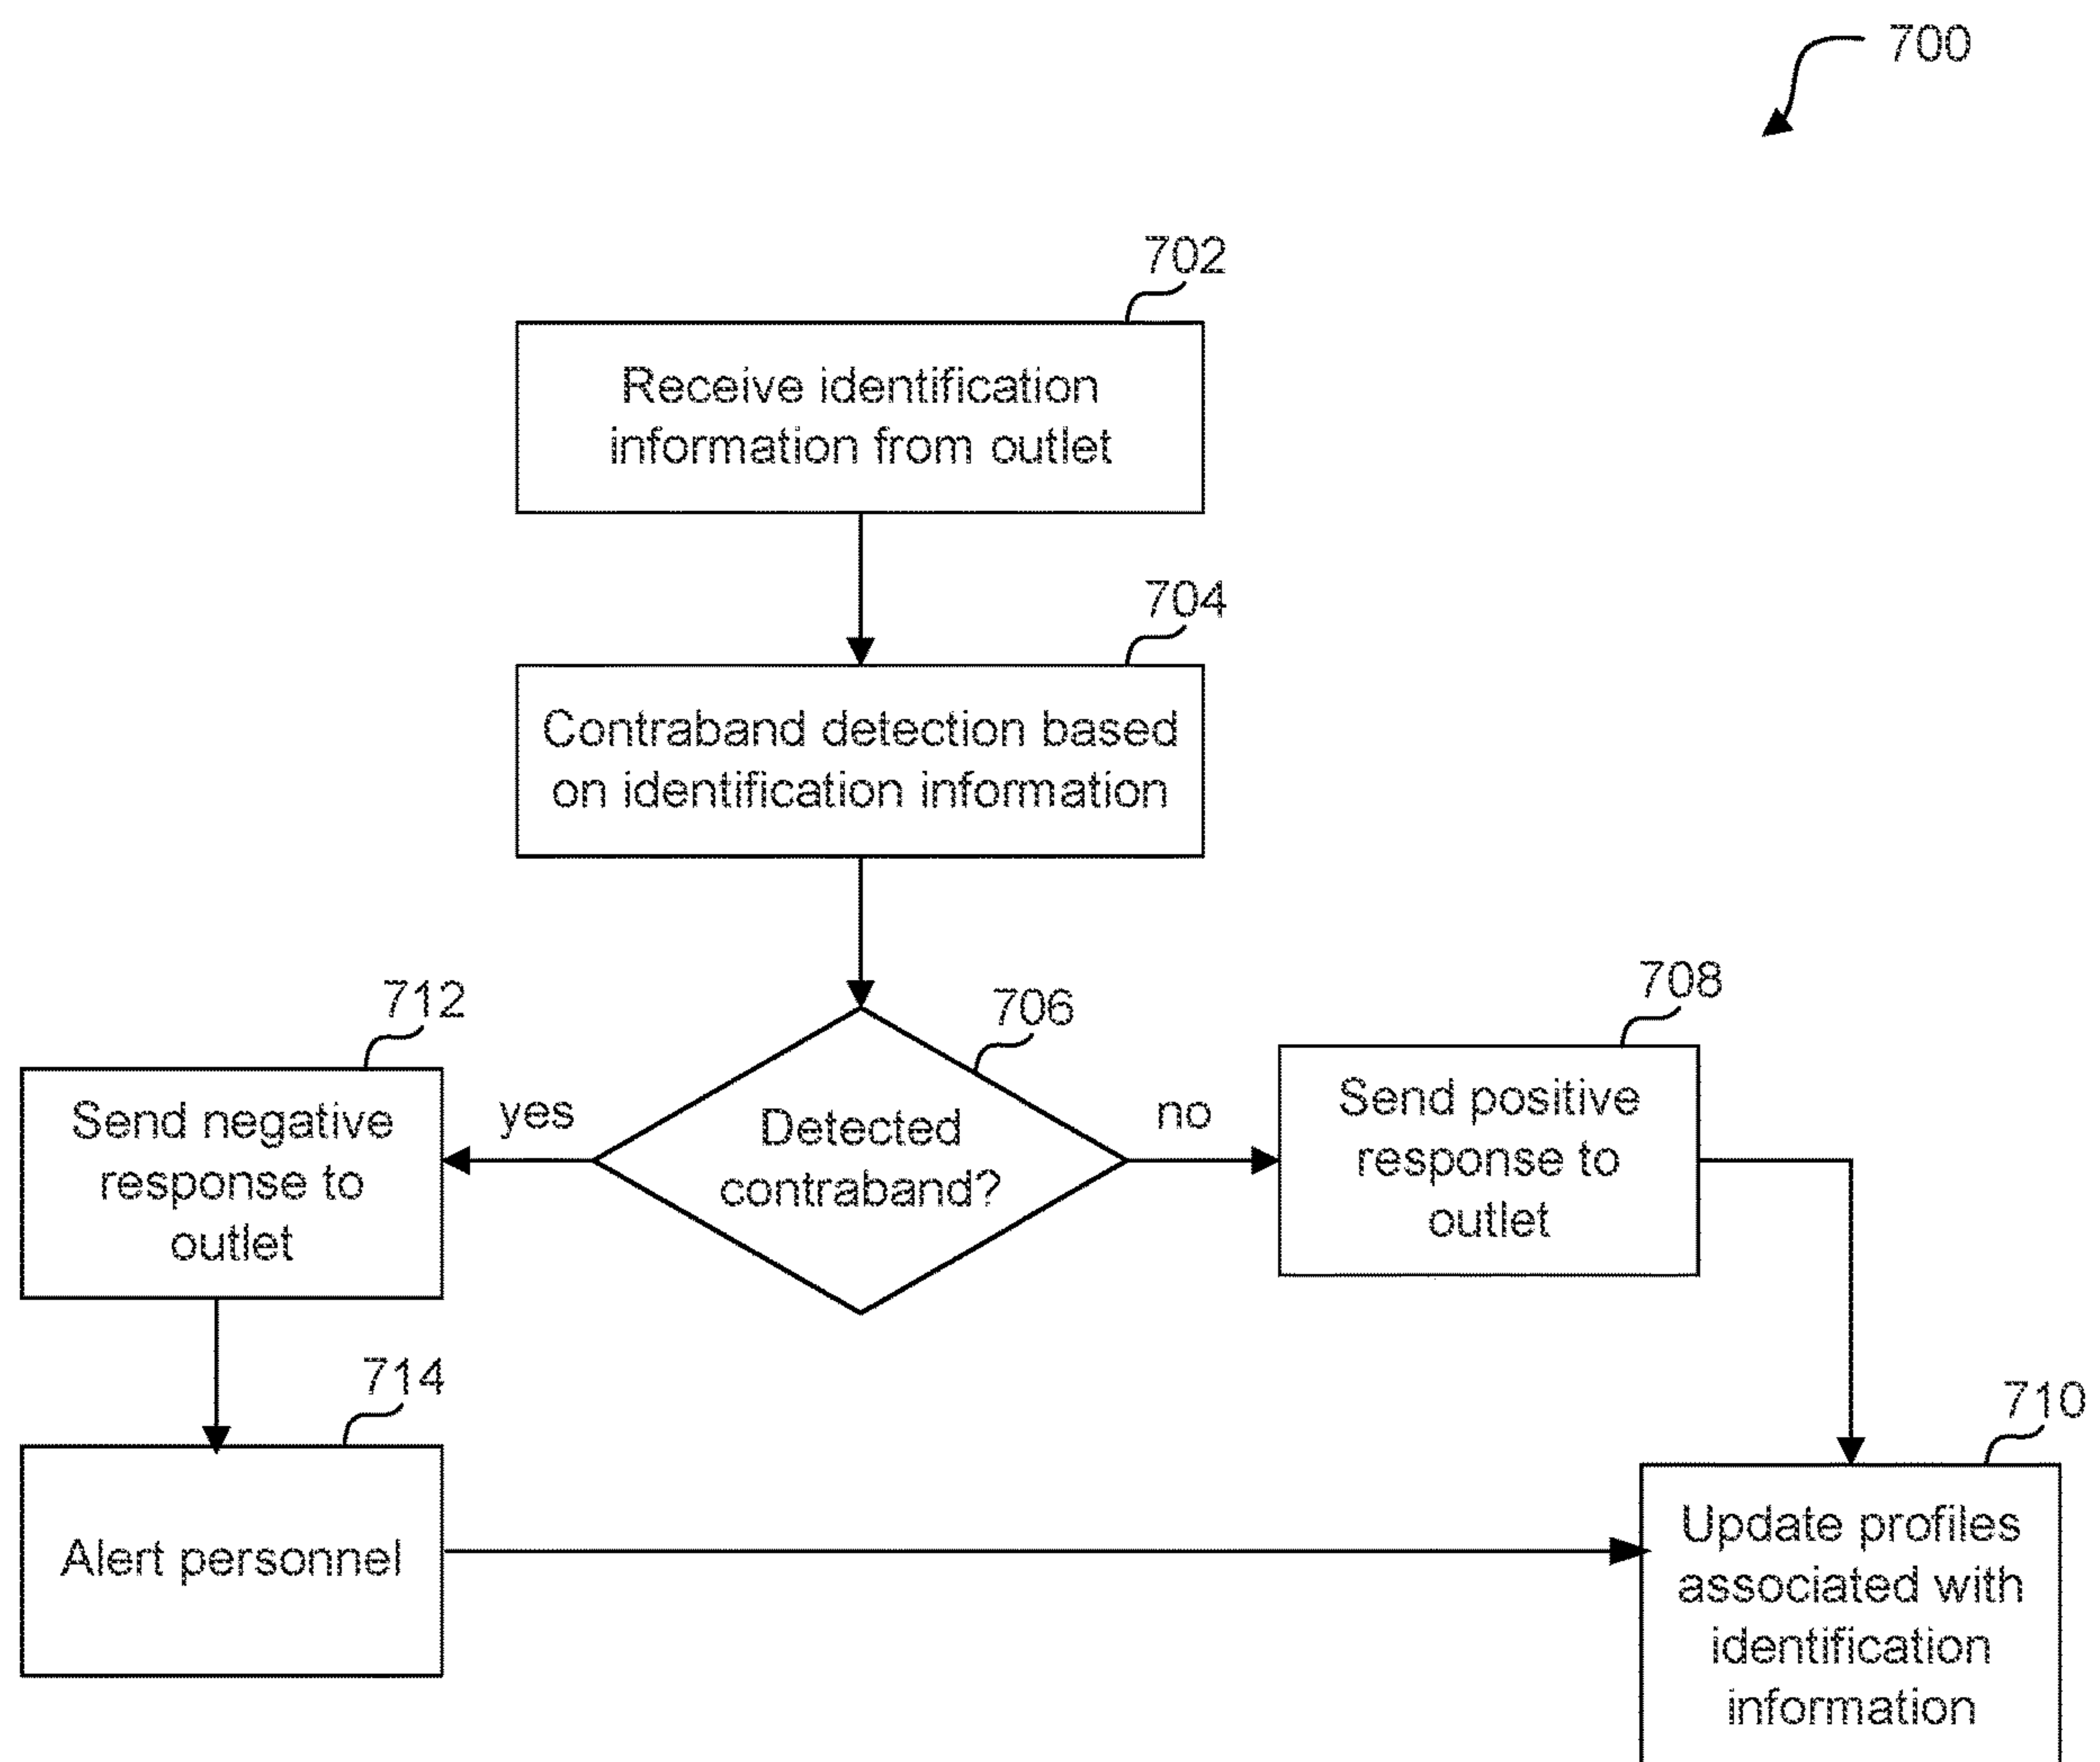 700
702
Receive identification
information from outlet
704
Contraband detection based
on identification information
706
Detected
contraband?
yes
no
712
Send negative
response to
outlet
708
Send positive
response to
outlet
714
Alert personnel
710
Update profiles
associated with
identification
information